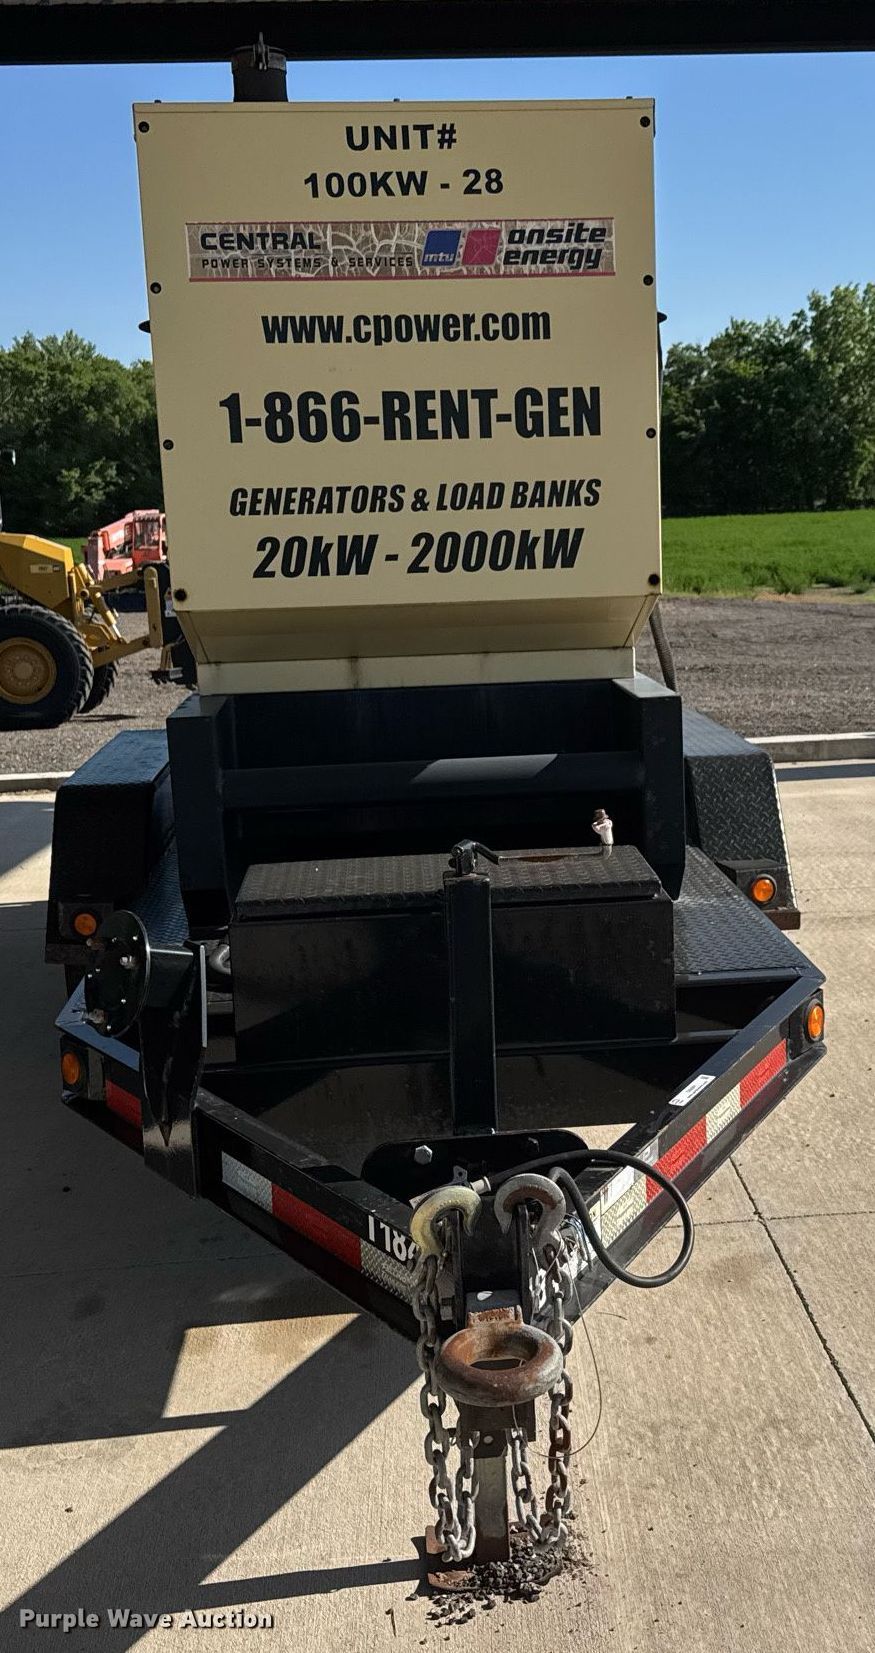 UNIT#
100KW - 28
CENTRAL
POWER SYSTEMS & SERVICES
mtu
onsite
energy
www.cpower.com
1-866-RENT-GEN
GENERATORS & LOAD BANKS
20kW - 2000kW
Purple Wave Auction